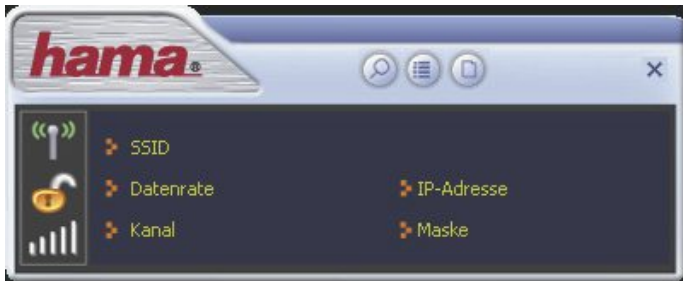 hama®
SSID
Datenrate
IP-Adresse
Kanal
Maske